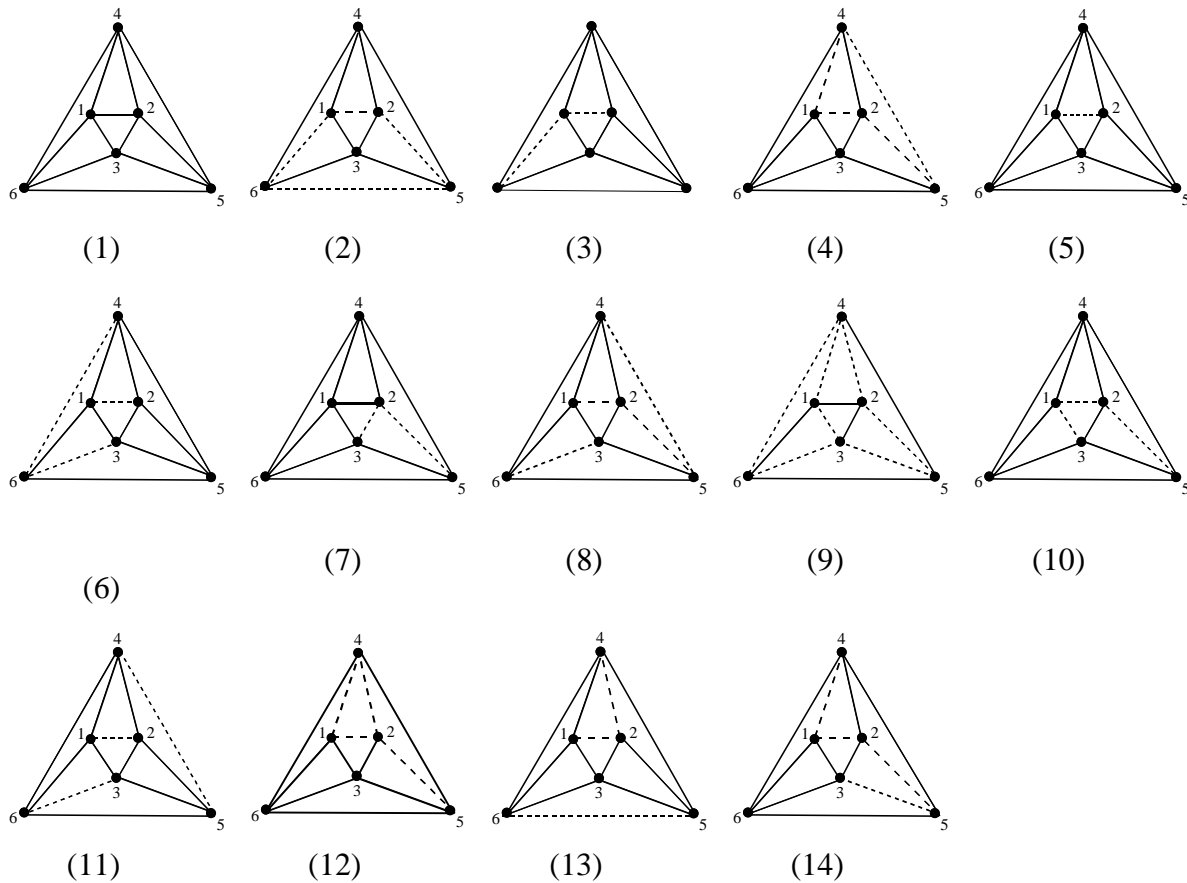 4 4 4 4
1 2 1 2 1 2 1 2
3 3 3 3
6 5 6 5 6 5 6 5
(1) (2) (3) (4) (5)
4 4 4 4 4
1 2 1 2 1 2 1 2 1 2
3 3 3 3 3
6 5 6 5 6 5 6 5 6 5
(7) (8) (9) (10)
(6)
4 4 4 4
1 2 1 2 1 2 1 2
3 3 3 3
6 5 6 5 6 5 6 5
(11) (12) (13) (14)